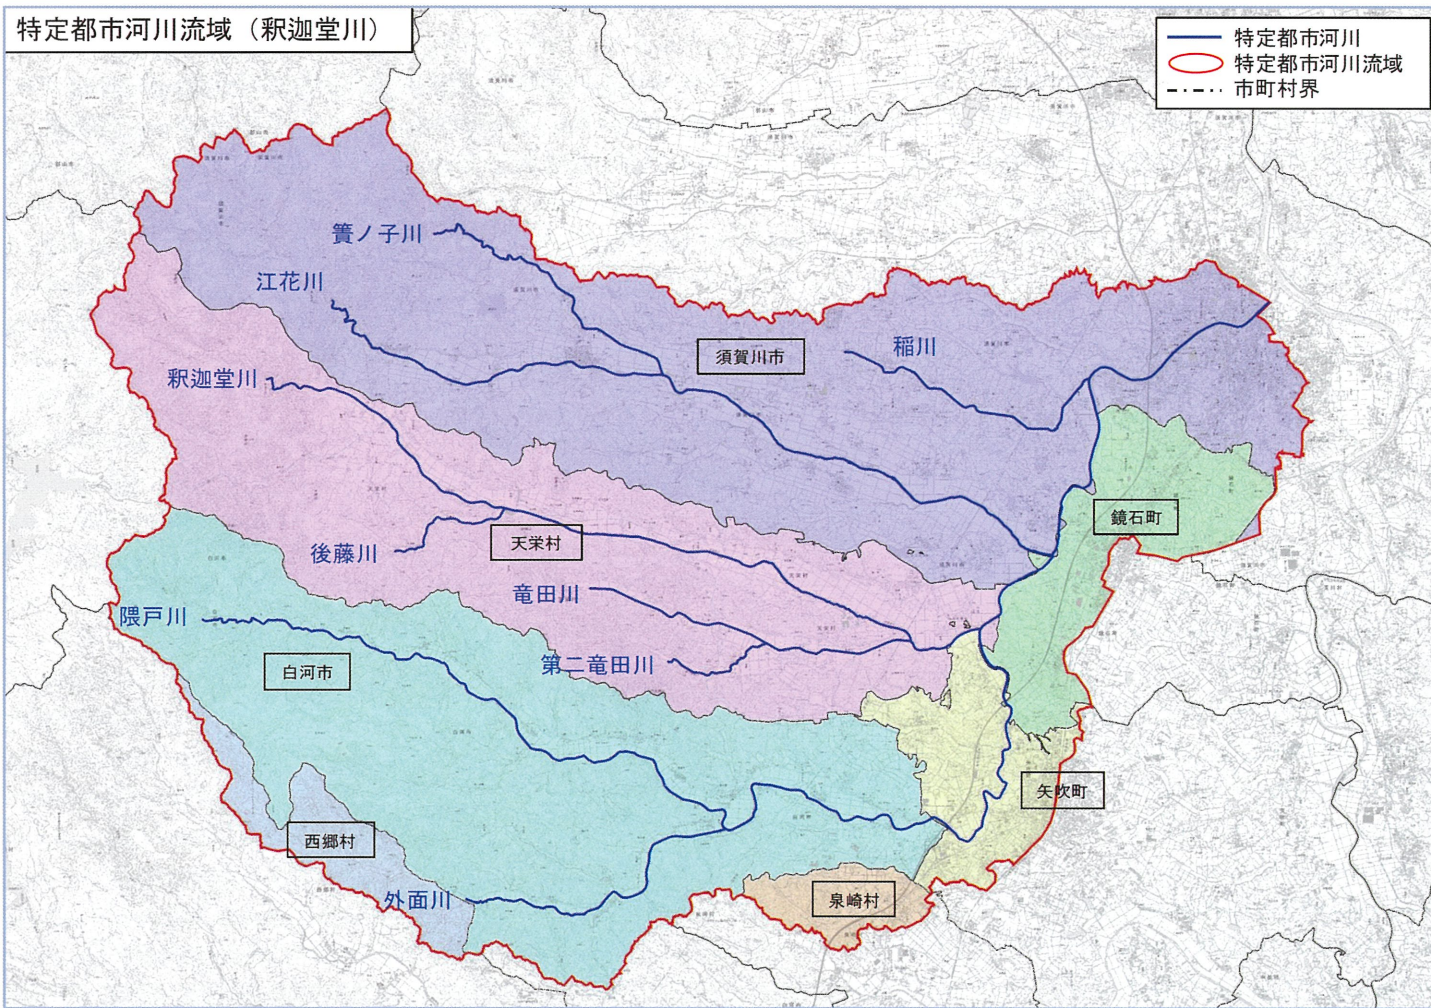 特定都市河川流域（釈迦堂川）
特定都市河川
特定都市河川流域
市町村界
簀ノ子川
江花川
稲川
須賀川市
釈迦堂川
鏡石町
後藤川
天栄村
竜田川
隈戸川
第二竜田川
白河市
矢吹町
西郷村
外面川
泉崎村